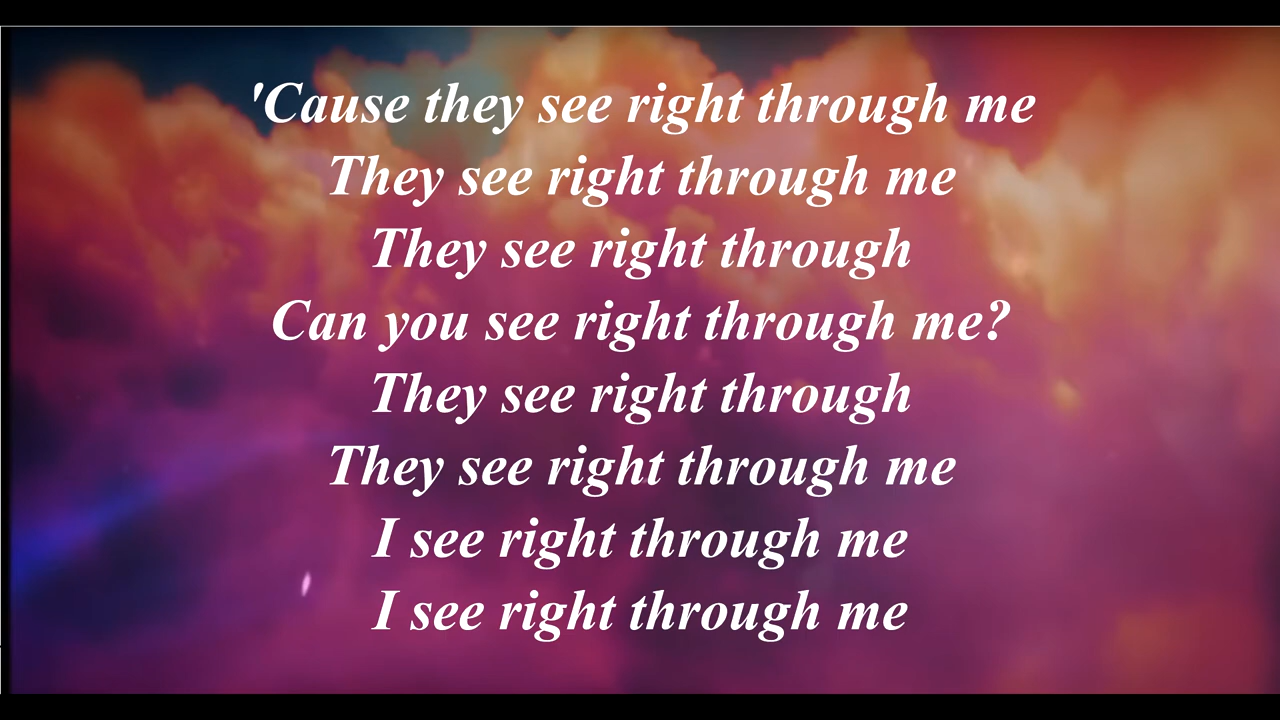 'Cause they see right through me
They see right through me
They see right through
Can you see right through me?
They see right through
They see right through me
I see right through me
I see right through me